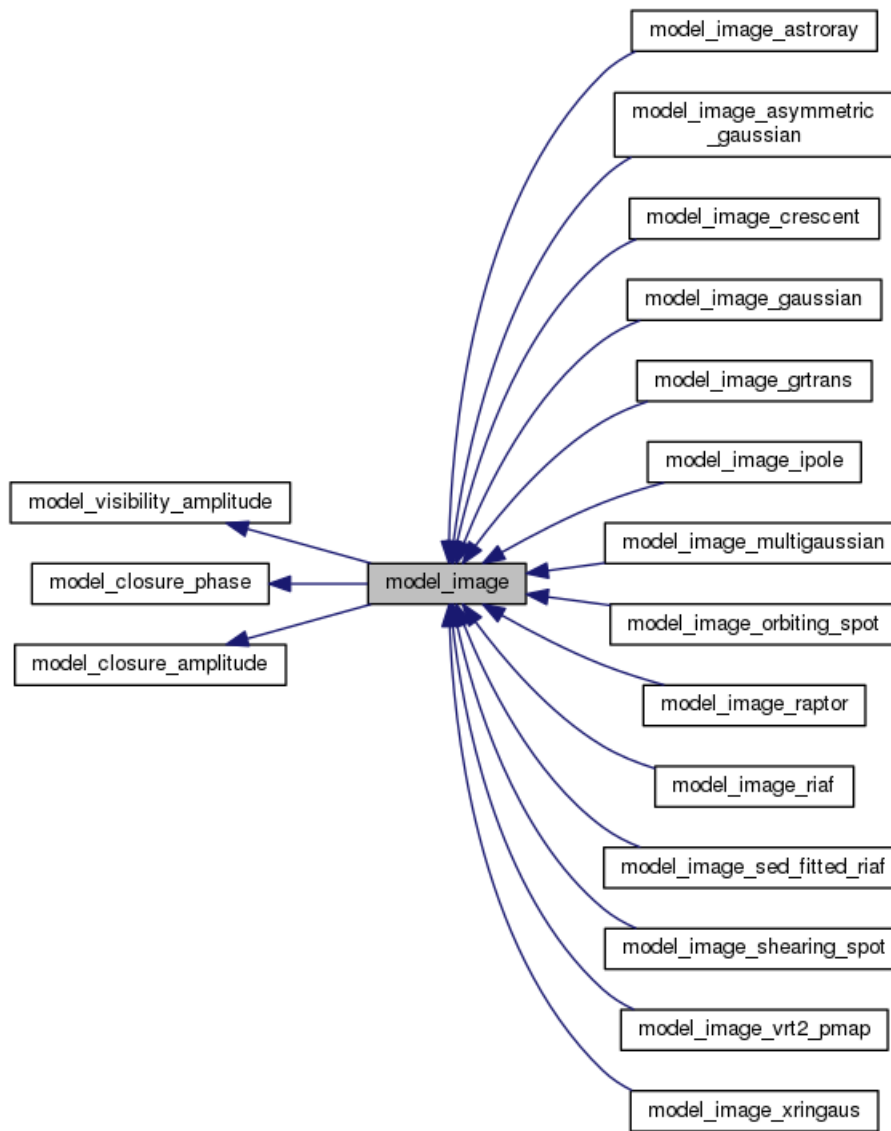 model_image_astroray
model_image_asymmetric
_gaussian
model_image_crescent
model_image_gaussian
model_image_grtrans
model_image_ipole
model_visibility_amplitude
model_image_multigaussian
model_closure_phase
model_image
model_image_orbiting_spot
model_closure_amplitude
model_image_raptor
model_image_riaf
model_image_sed_fitted_riaf
model_image_shearing_spot
model_image_vrt2_pmap
model_image_xringaus